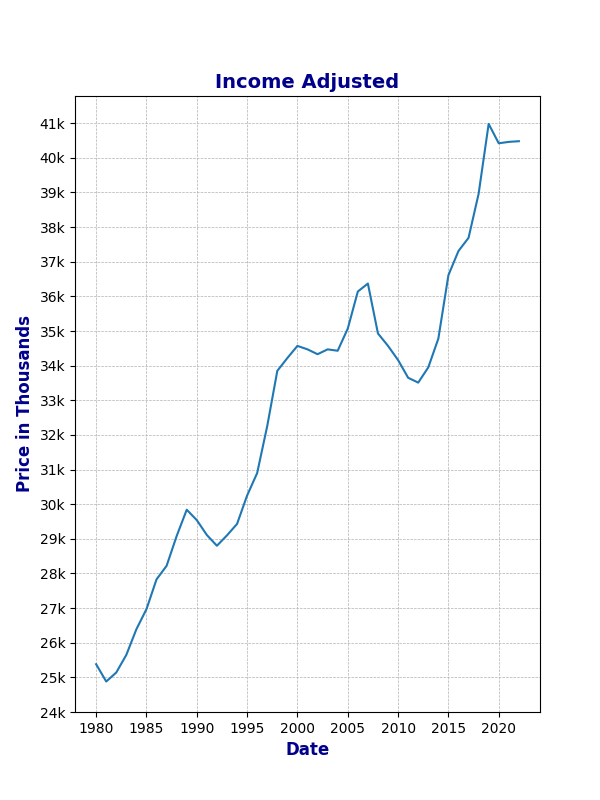 Income Adjusted
41k
40k
39k
38k
37k
36k
35k
34k
33k
32k
31k
30k
29k
28k
27k
26k
25k
24k
Price in Thousands
1980 1985 1990 1995 2000 2005 2010 2015 2020
Date